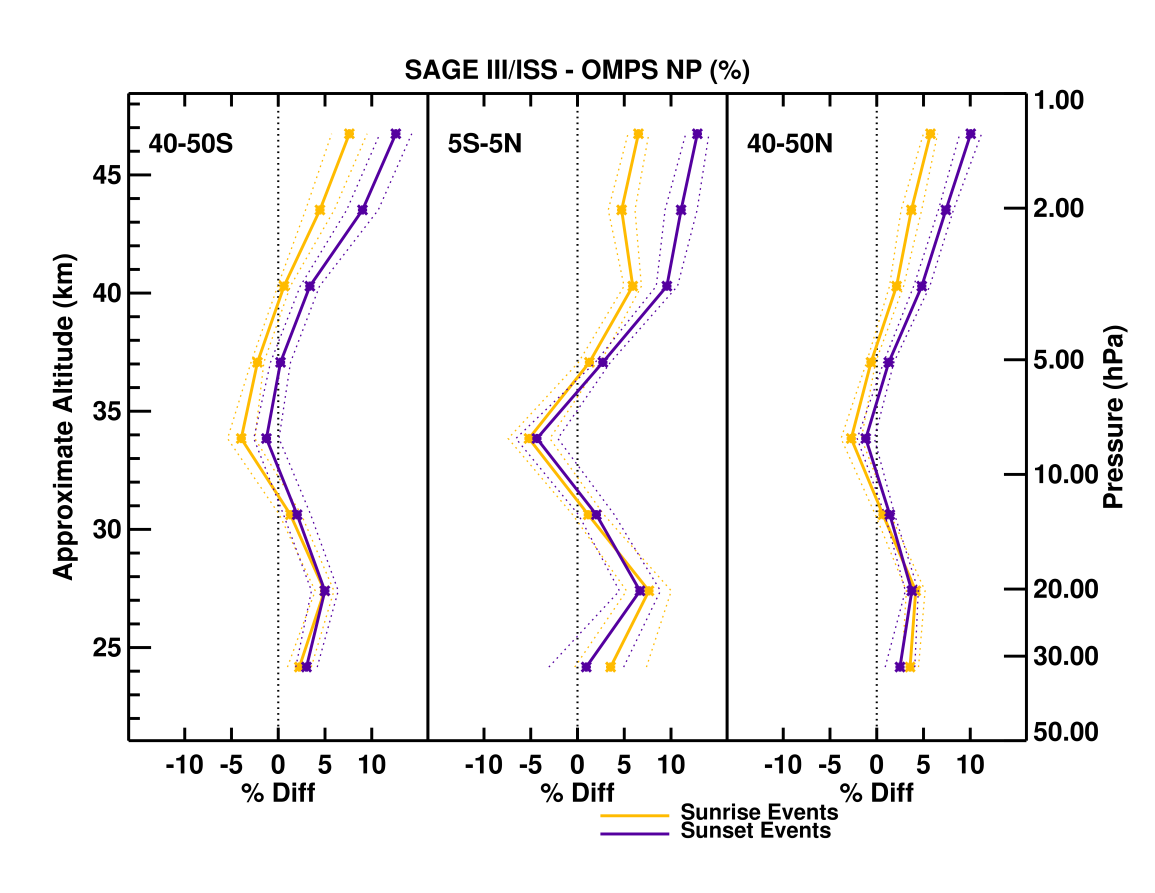 SAGE III/ISS - OMPS NP (%)
40-50S
5S-5N
40-50N
45
40
35
30
25
Approximate Altitude (km)
1.00
2.00
5.00
10.00
20.00
30.00
50.00
Pressure (hPa)
-10 -5 0 5 10
-10 -5 0 5 10
-10 -5 0 5 10
% Diff
% Diff
% Diff
Sunrise Events
Sunset Events